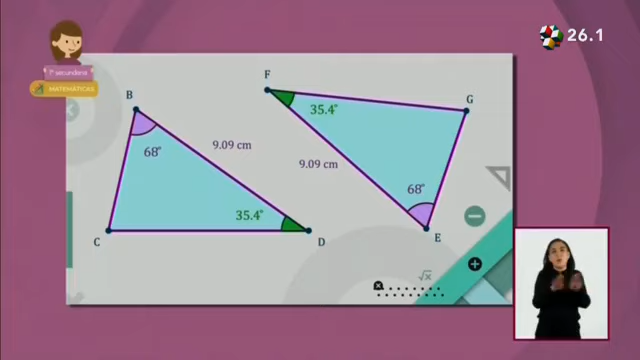 26.1
1° secundaria
MATEMÁTICAS
B
68°
9.09 cm
35.4°
C
D
F
35.4°
G
9.09 cm
68°
E
√x